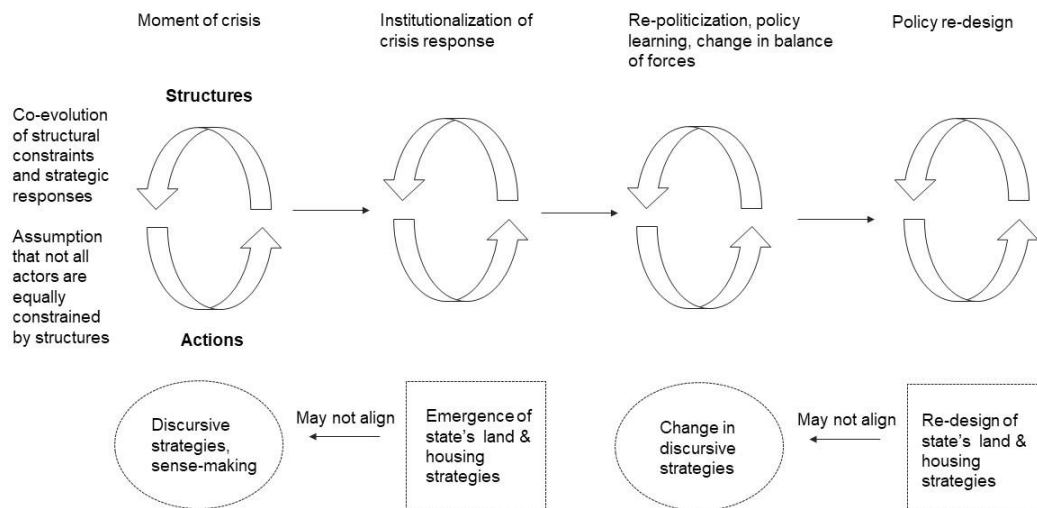 Moment of crisis
Institutionalization of
crisis response
Re-politicization, policy
learning, change in balance
of forces
Policy re-design
Structures
Co-evolution
of structural
constraints
and strategic
responses
Assumption
that not all
actors are
equally
constrained
by structures
Actions
Discursive
strategies,
sense-making
May not align
Emergence of
state's land &
housing
strategies
Change in
discursive
strategies
May not align
Re-design of
state's land &
housing
strategies